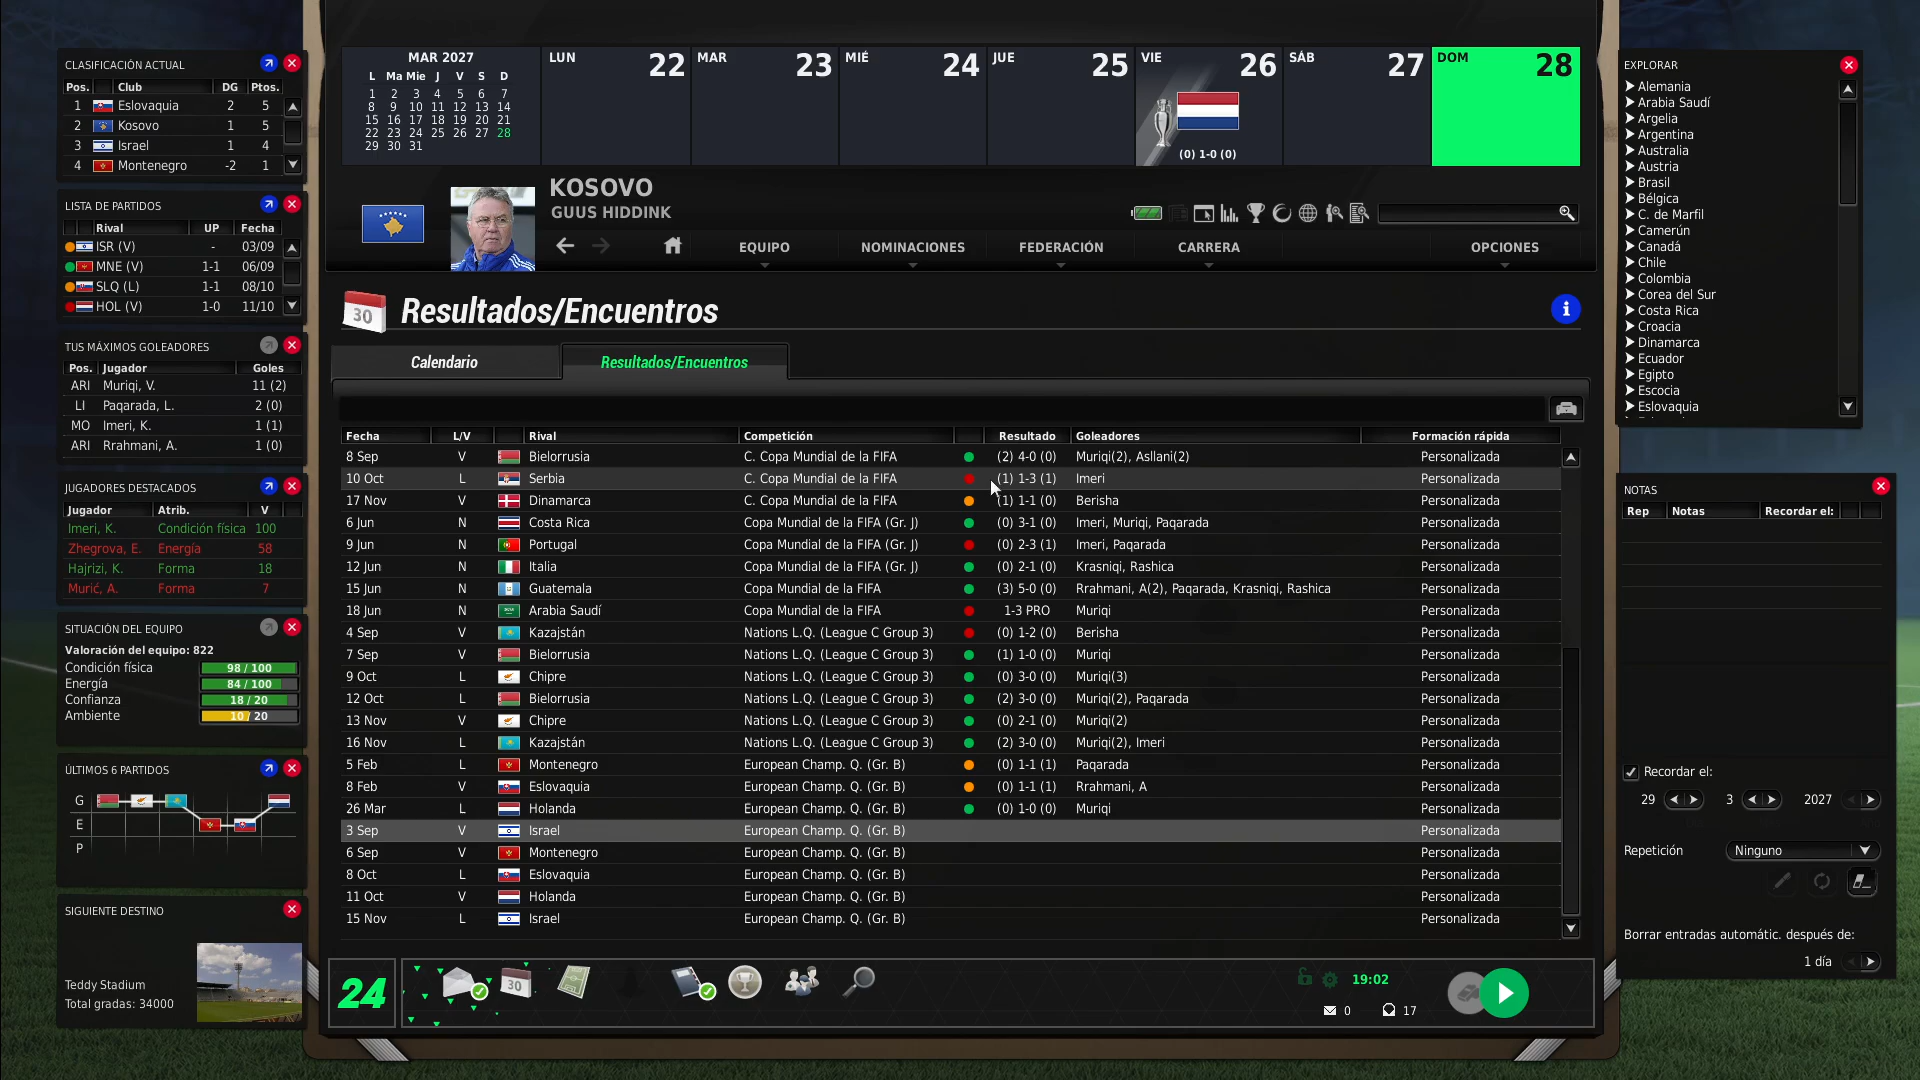 CLASIFICACIÓN ACTUAL
Pos. Club DG Ptos.
1 Eslovaquia 2 5
2 Kosovo 1 5
3 Israel 1 4
4 Montenegro -2 1
LISTA DE PARTIDOS
Rival UP Fecha
ISR (V) - 03/09
MNE (V) 1-1 06/09
SLQ (L) 1-1 08/10
HOL (V) 1-0 11/10
TUS MÁXIMOS GOLEADORES
Pos. Jugador Goles
ARI Muriqi, V. 11 (2)
LI Paqarada, L. 2 (0)
MO Imeri, K. 1 (1)
ARI Rrahmani, A. 1 (0)
JUGADORES DESTACADOS
Jugador Atrib. V
Imeri, K. Condición física 100
Zhegrova, E. Energía 58
Hajrizi, K. Forma 18
Murić, A. Forma 7
SITUACIÓN DEL EQUIPO
Valoración del equipo: 822
Condición física 98 / 100
Energía 84 / 100
Confianza 18 / 20
Ambiente 10 / 20
ÚLTIMOS 6 PARTIDOS
G
E
P
SIGUIENTE DESTINO
Teddy Stadium
Total gradas: 34000
MAR 2027
L Ma Mie J V S D
1 2 3 4 5 6 7
8 9 10 11 12 13 14
15 16 17 18 19 20 21
22 23 24 25 26 27 28
29 30 31
LUN 22 MAR 23 MIÉ 24 JUE 25 VIE 26 SÁB 27 DOM 28
(0) 1-0 (0)
KOSOVO
GUUS HIDDINK
EQUIPO NOMINACIONES FEDERACIÓN CARRERA OPCIONES
30 Resultados/Encuentros
Calendario Resultados/Encuentros
Fecha L/V Rival Competición Resultado Goleadores Formación rápida
8 Sep V Bielorrusia C. Copa Mundial de la FIFA (2) 4-0 (0) Muriqi(2), Asllani(2) Personalizada
10 Oct L Serbia C. Copa Mundial de la FIFA (1) 1-3 (1) Imeri Personalizada
17 Nov V Dinamarca C. Copa Mundial de la FIFA (1) 1-1 (0) Berisha Personalizada
6 Jun N Costa Rica Copa Mundial de la FIFA (Gr. J) (0) 3-1 (0) Imeri, Muriqi, Paqarada Personalizada
9 Jun N Portugal Copa Mundial de la FIFA (Gr. J) (0) 2-3 (1) Imeri, Paqarada Personalizada
12 Jun N Italia Copa Mundial de la FIFA (Gr. J) (0) 2-1 (0) Krasniqi, Rashica Personalizada
15 Jun N Guatemala Copa Mundial de la FIFA (3) 5-0 (0) Rrahmani, A(2), Paqarada, Krasniqi, Rashica Personalizada
18 Jun N Arabia Saudí Copa Mundial de la FIFA 1-3 PRO Muriqi Personalizada
4 Sep V Kazajstán Nations L.Q. (League C Group 3) (0) 1-2 (0) Berisha Personalizada
7 Sep V Bielorrusia Nations L.Q. (League C Group 3) (1) 1-0 (0) Muriqi Personalizada
9 Oct L Chipre Nations L.Q. (League C Group 3) (0) 3-0 (0) Muriqi(3) Personalizada
12 Oct L Bielorrusia Nations L.Q. (League C Group 3) (2) 3-0 (0) Muriqi(2), Paqarada Personalizada
13 Nov V Chipre Nations L.Q. (League C Group 3) (0) 2-1 (0) Muriqi(2) Personalizada
16 Nov L Kazajstán Nations L.Q. (League C Group 3) (2) 3-0 (0) Muriqi(2), Imeri Personalizada
5 Feb L Montenegro European Champ. Q. (Gr. B) (0) 1-1 (1) Paqarada Personalizada
8 Feb V Eslovaquia European Champ. Q. (Gr. B) (0) 1-1 (1) Rrahmani, A Personalizada
26 Mar L Holanda European Champ. Q. (Gr. B) (0) 1-0 (0) Muriqi Personalizada
3 Sep V Israel European Champ. Q. (Gr. B) Personalizada
6 Sep V Montenegro European Champ. Q. (Gr. B) Personalizada
8 Oct L Eslovaquia European Champ. Q. (Gr. B) Personalizada
11 Oct V Holanda European Champ. Q. (Gr. B) Personalizada
15 Nov L Israel European Champ. Q. (Gr. B) Personalizada
24 30 19:02
0 17
EXPLORAR
Alemania
Arabia Saudí
Argelia
Argentina
Australia
Austria
Brasil
Bélgica
C. de Marfil
Camerún
Canadá
Chile
Colombia
Corea del Sur
Costa Rica
Croacia
Dinamarca
Ecuador
Egipto
Escocia
Eslovaquia
NOTAS
Rep Notas Recordar el:
Recordar el:
29 3 2027
Repetición Ninguno
Borrar entradas automátic. después de:
1 día